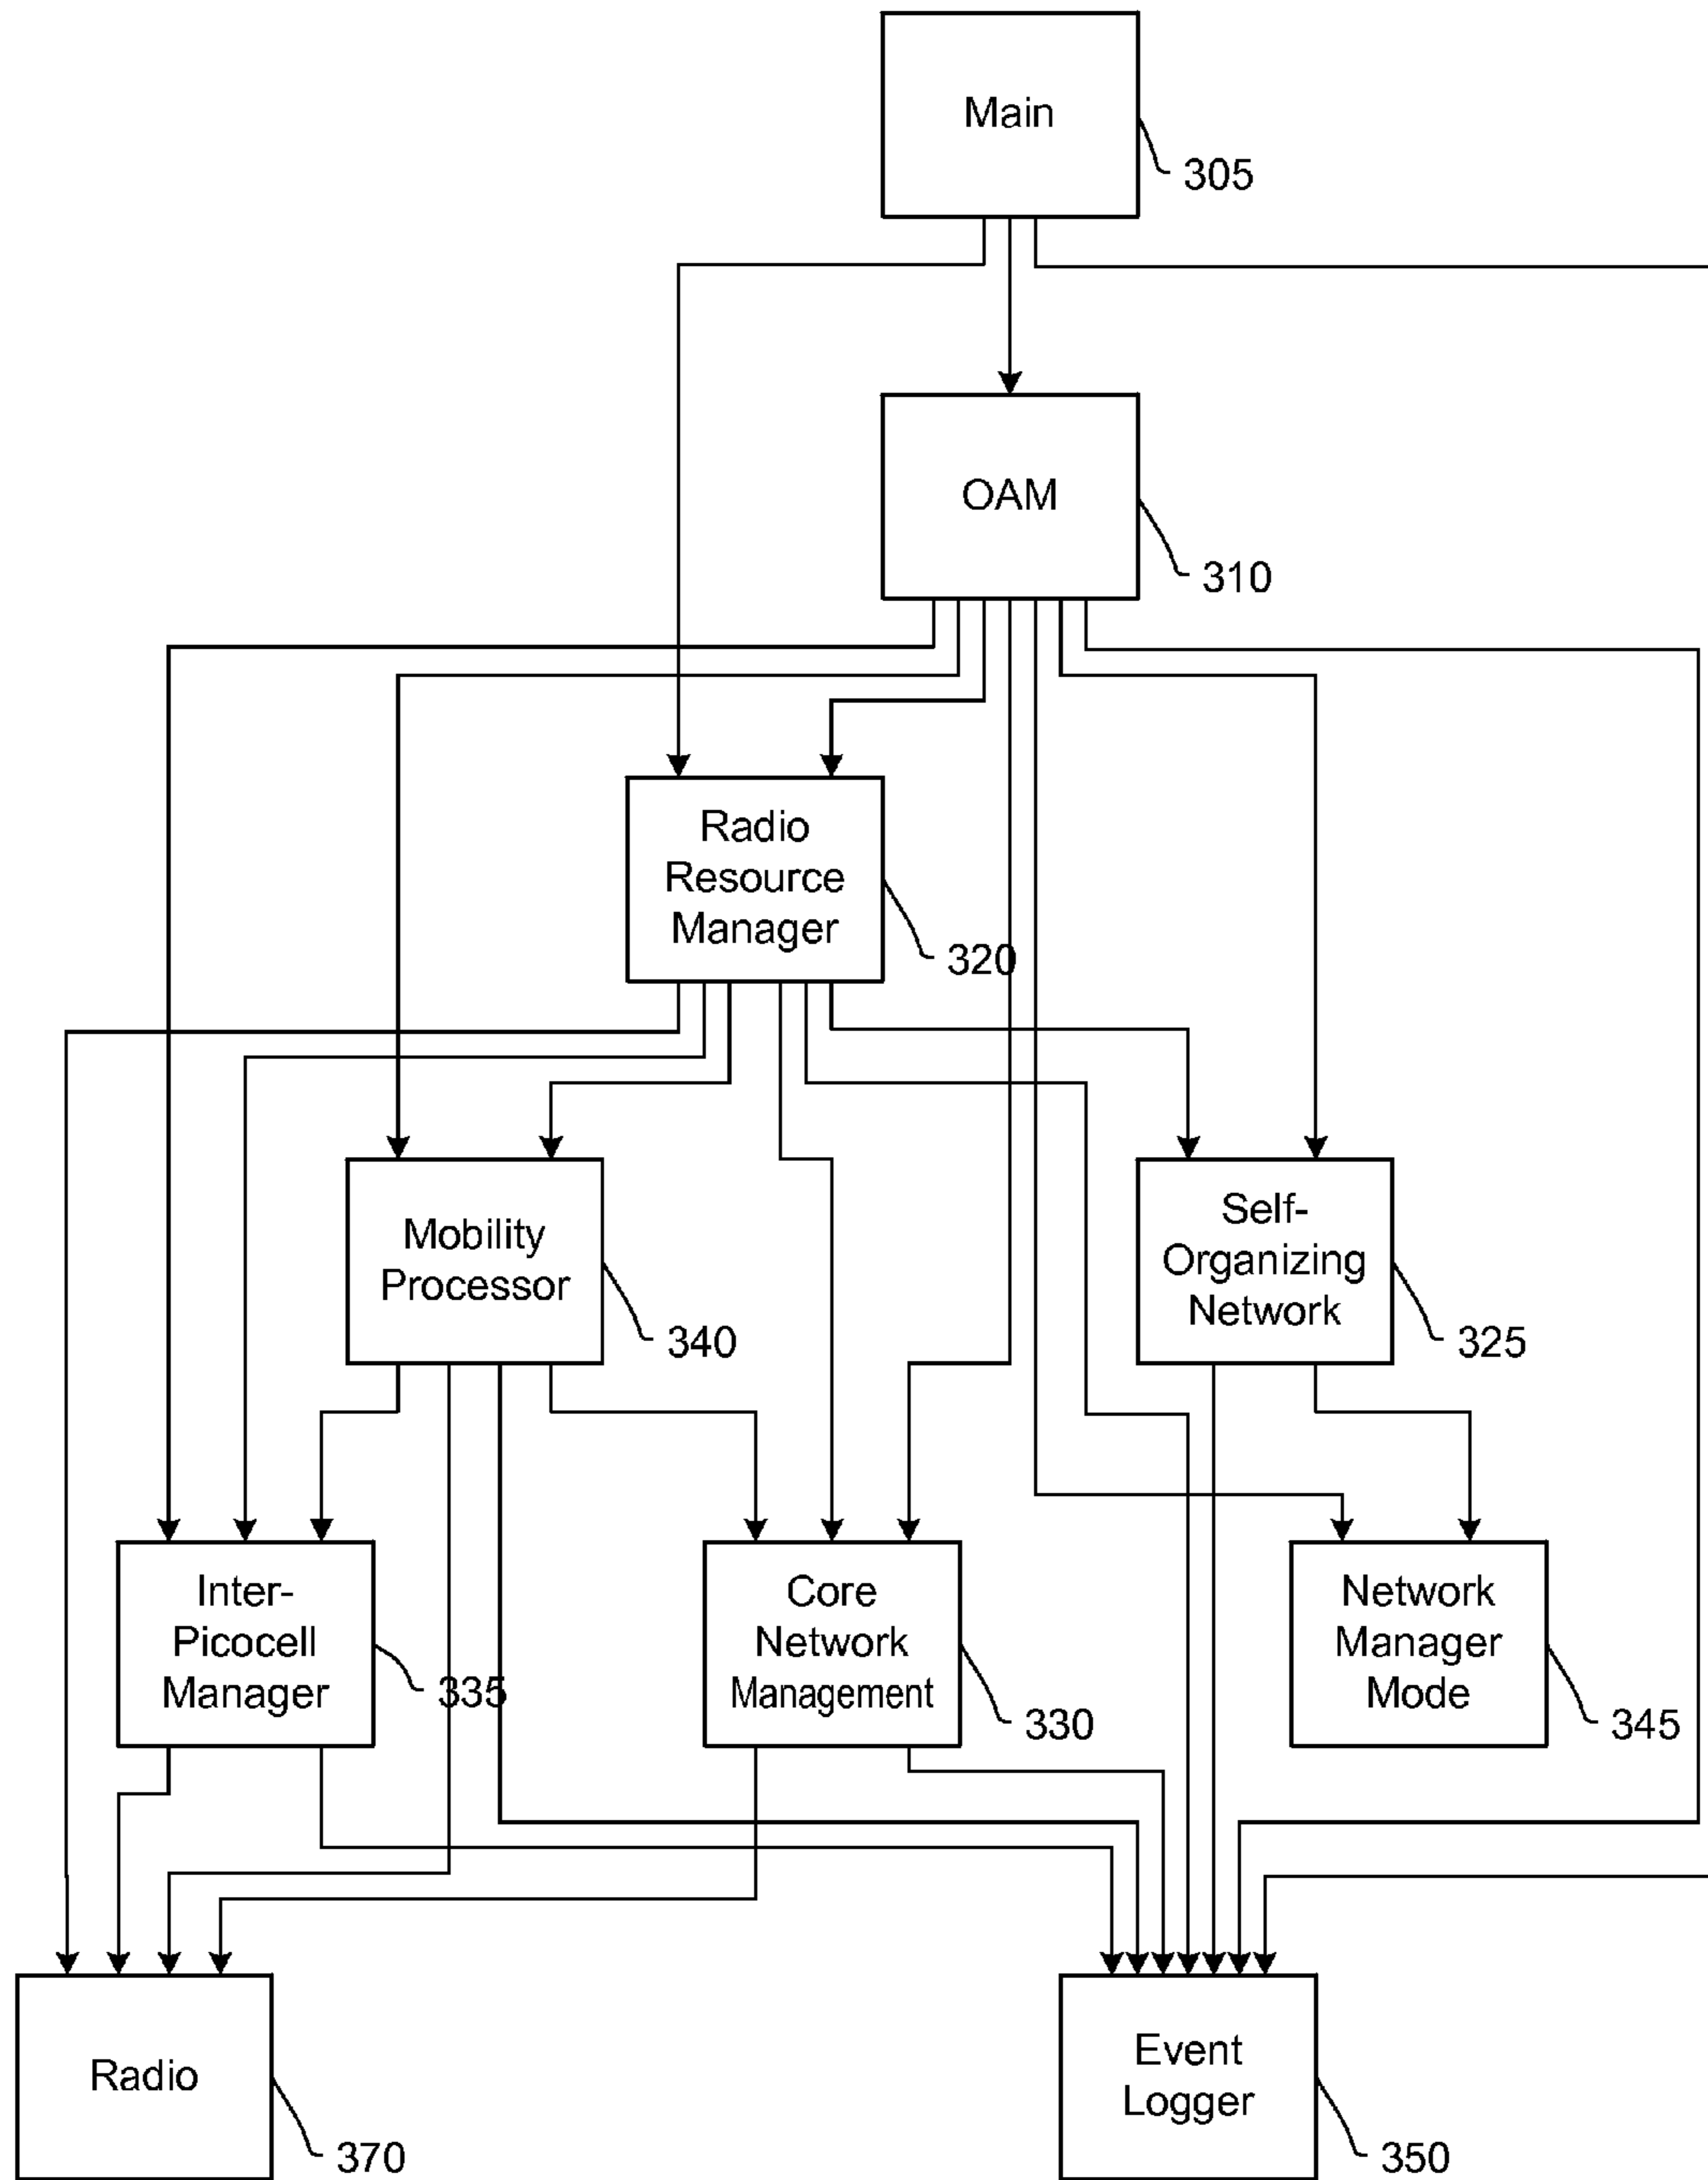 Main
305
OAM
310
Radio
Resource
Manager
320
Mobility
Processor
340
Self-
Organizing
Network
325
Inter-
Picocell
Manager
335
Core
Network
Management
330
Network
Manager
Mode
345
Radio
370
Event
Logger
350